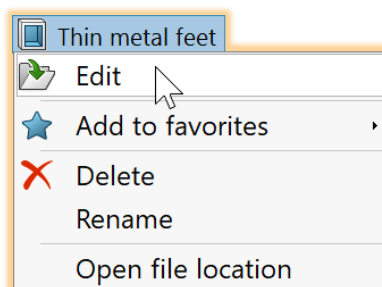 Thin metal feet
Edit
Add to favorites
Delete
Rename
Open file location